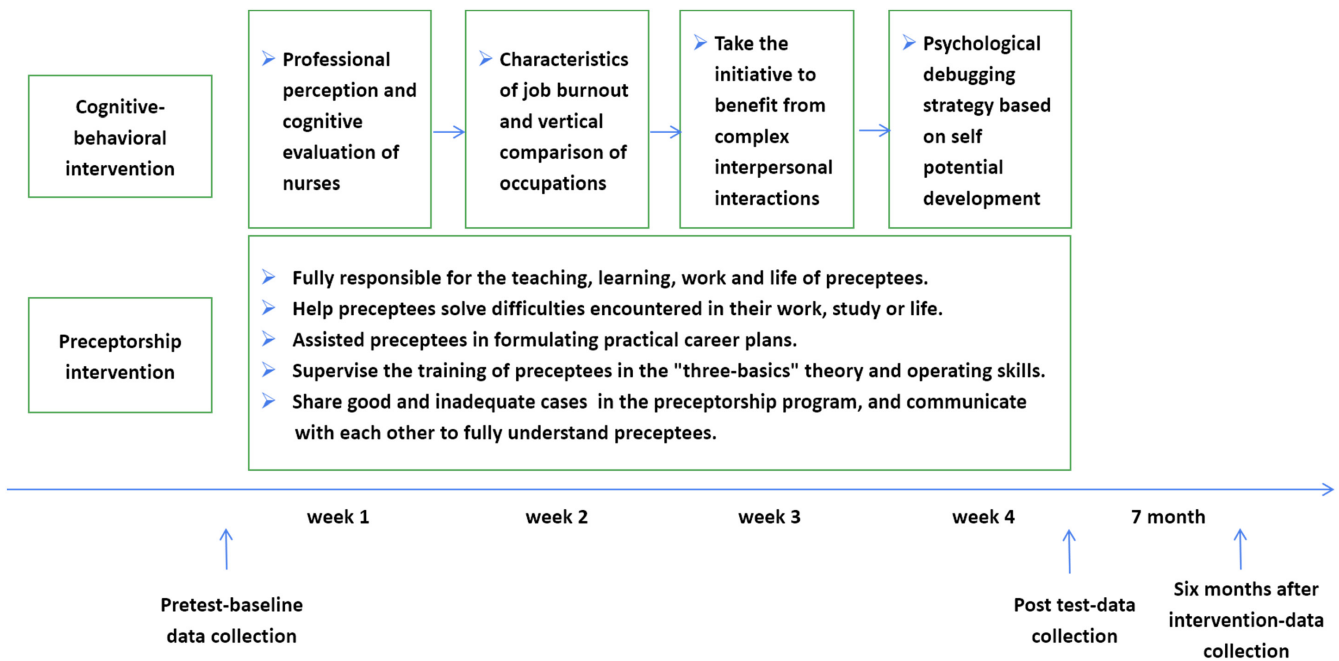 Cognitive-
behavioral
intervention
Professional
perception and
cognitive
evaluation of
nurses
Characteristics
of job burnout
and vertical
comparison of
occupations
Take the
initiative to
benefit from
complex
interpersonal
interactions
Psychological
debugging
strategy based
on self
potential
development
Preceptorship
intervention
Fully responsible for the teaching, learning, work and life of preceptees.
Help preceptees solve difficulties encountered in their work, study or life.
Assisted preceptees in formulating practical career plans.
Supervise the training of preceptees in the "three-basics" theory and operating skills.
Share good and inadequate cases in the preceptorship program, and communicate
with each other to fully understand preceptees.
week 1
week 2
week 3
week 4
7 month
Pretest-baseline
data collection
Post test-data
collection
Six months after
intervention-data
collection